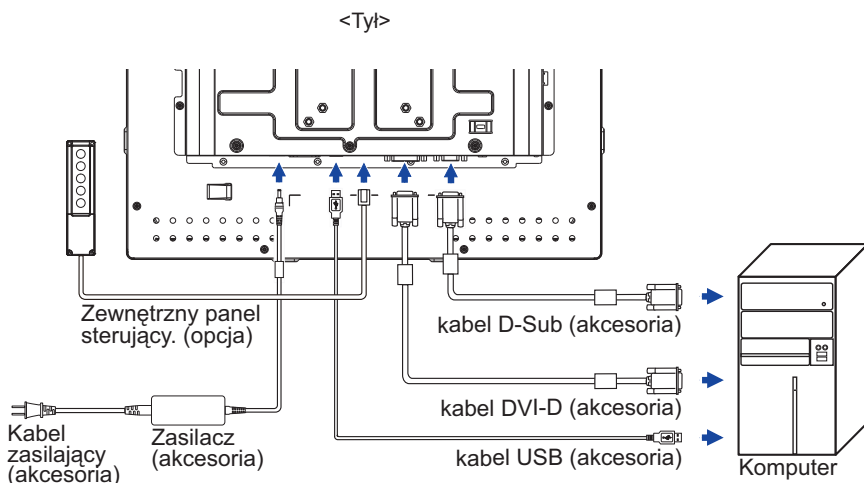 <Tył>
Zewnętrzny panel
sterujący. (opcja)
kabel D-Sub (akcesoria)
kabel DVI-D (akcesoria)
Kabel
zasilający
(akcesoria)
Zasilacz
(akcesoria)
kabel USB (akcesoria)
Komputer